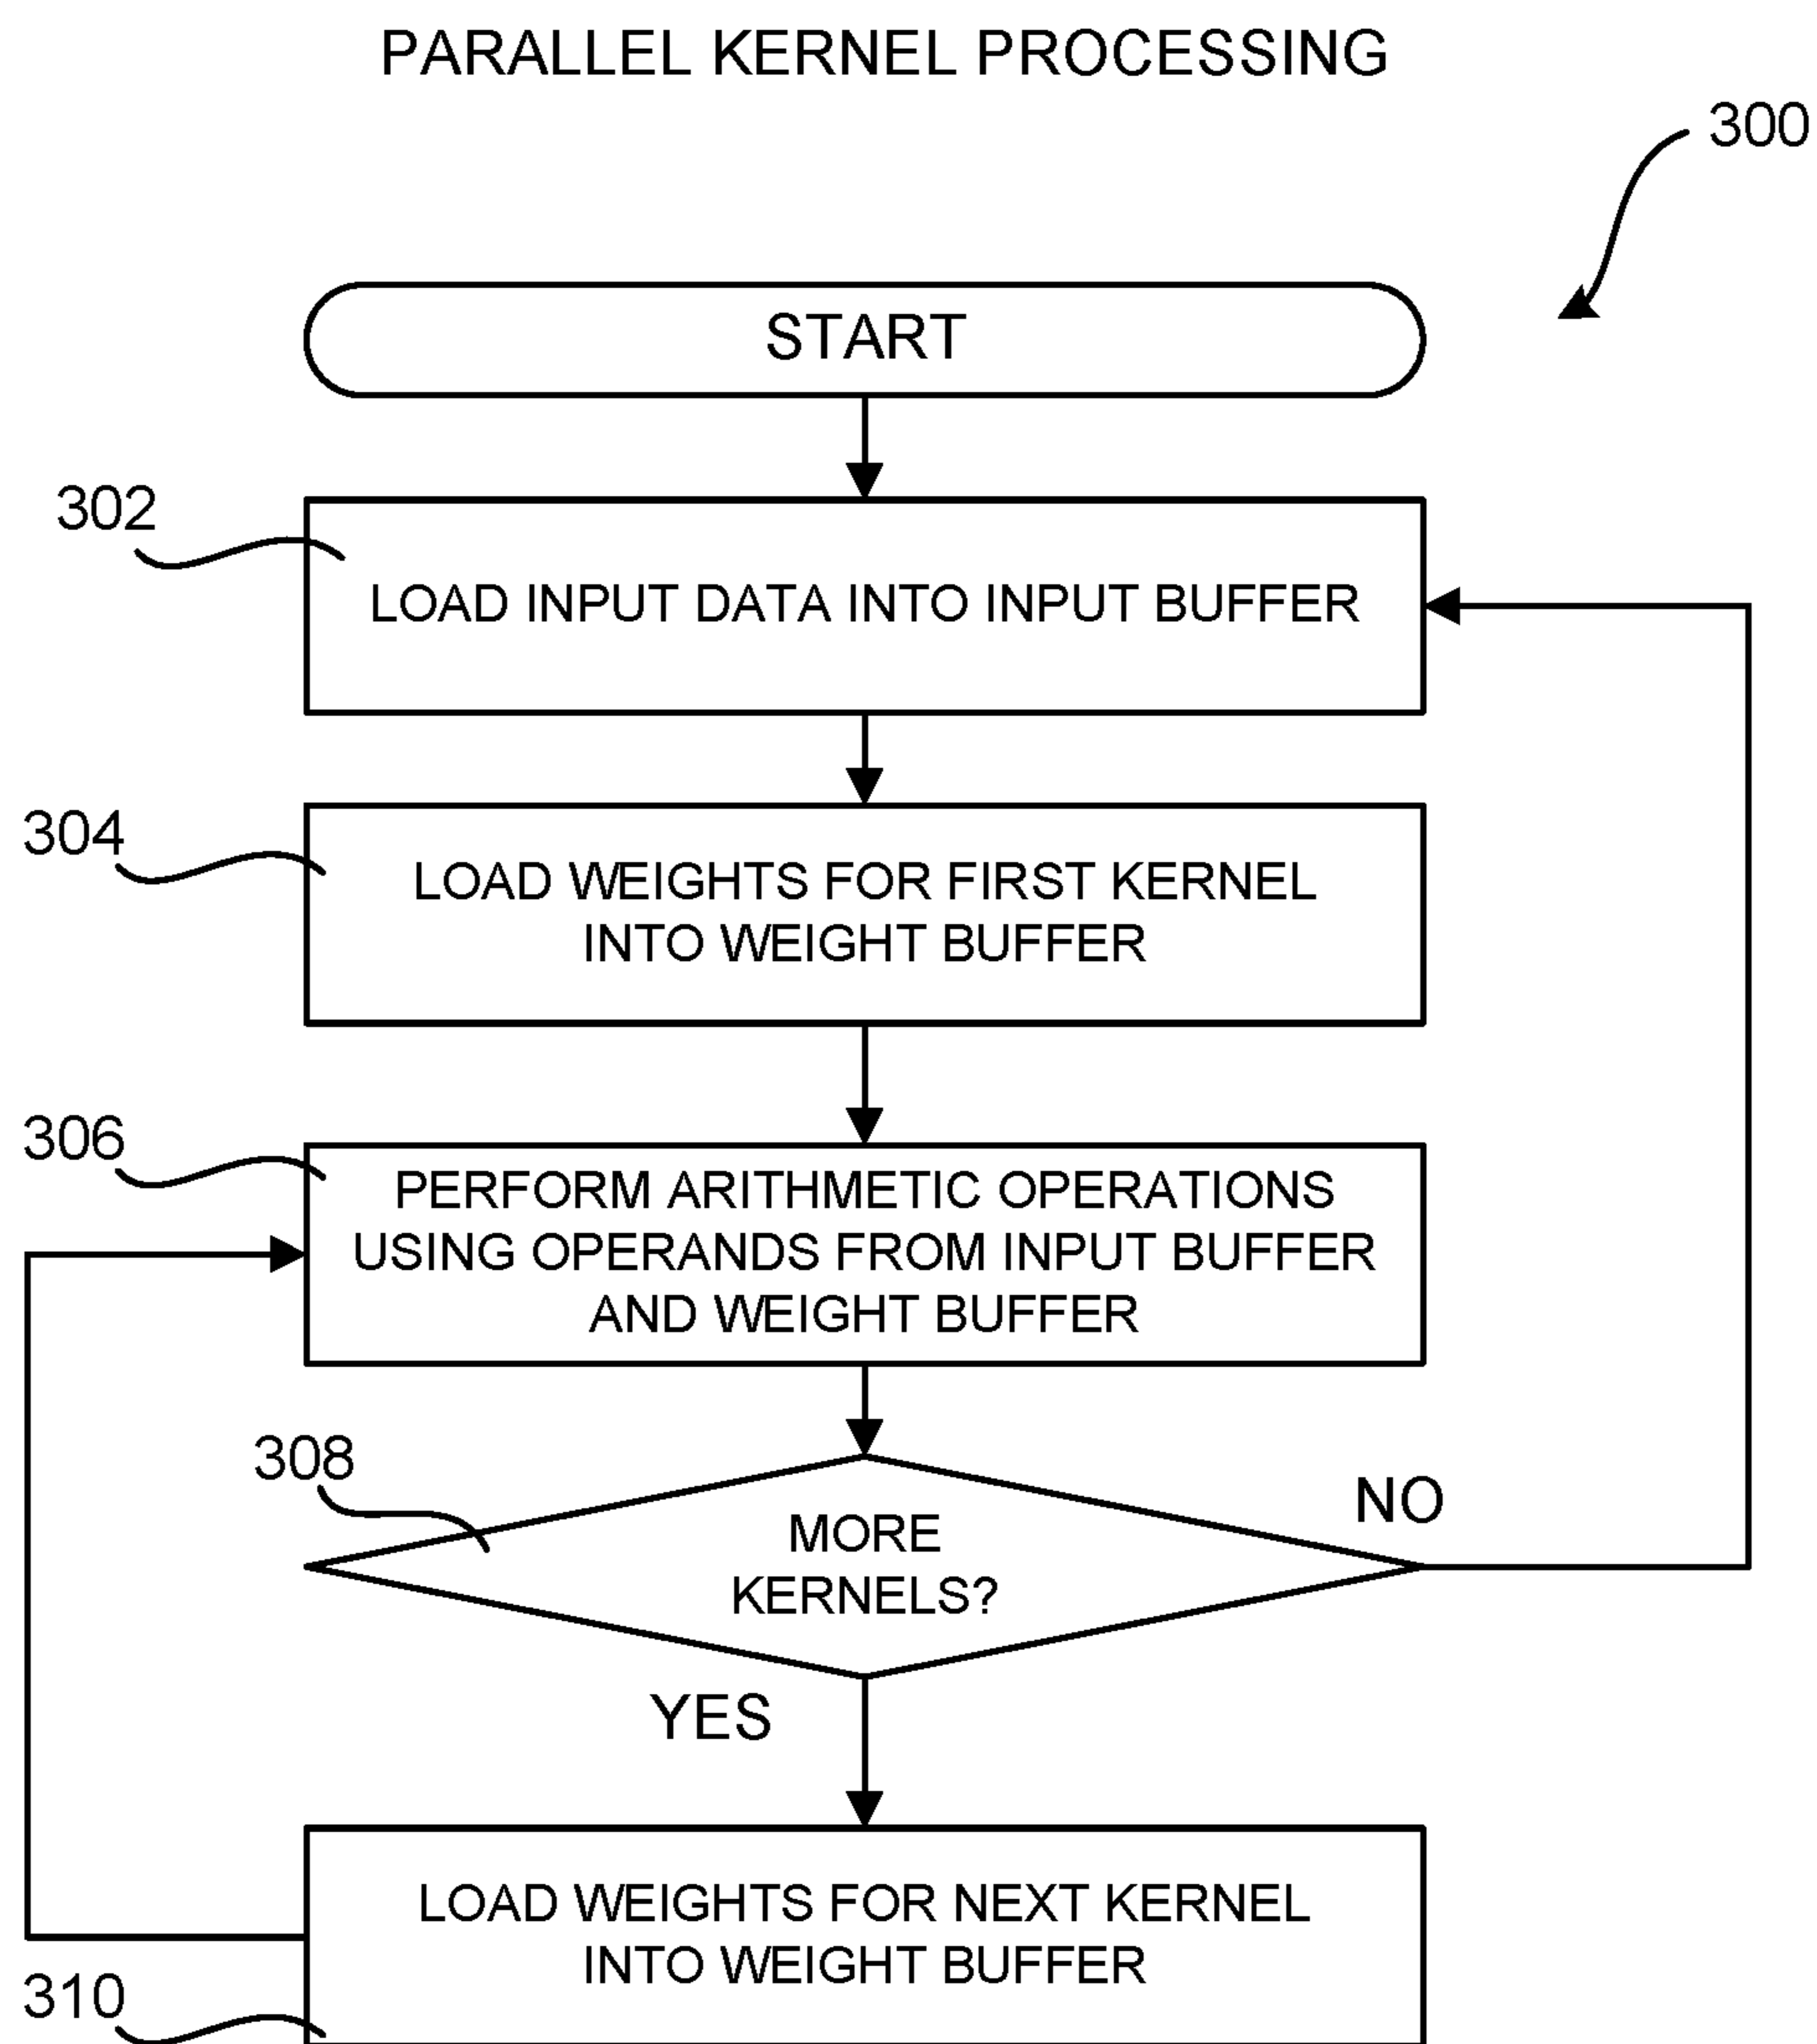 PARALLEL KERNEL PROCESSING
300
START
302
LOAD INPUT DATA INTO INPUT BUFFER
304
LOAD WEIGHTS FOR FIRST KERNEL
INTO WEIGHT BUFFER
306
PERFORM ARITHMETIC OPERATIONS
USING OPERANDS FROM INPUT BUFFER
AND WEIGHT BUFFER
308
MORE
KERNELS?
NO
YES
LOAD WEIGHTS FOR NEXT KERNEL
INTO WEIGHT BUFFER
310